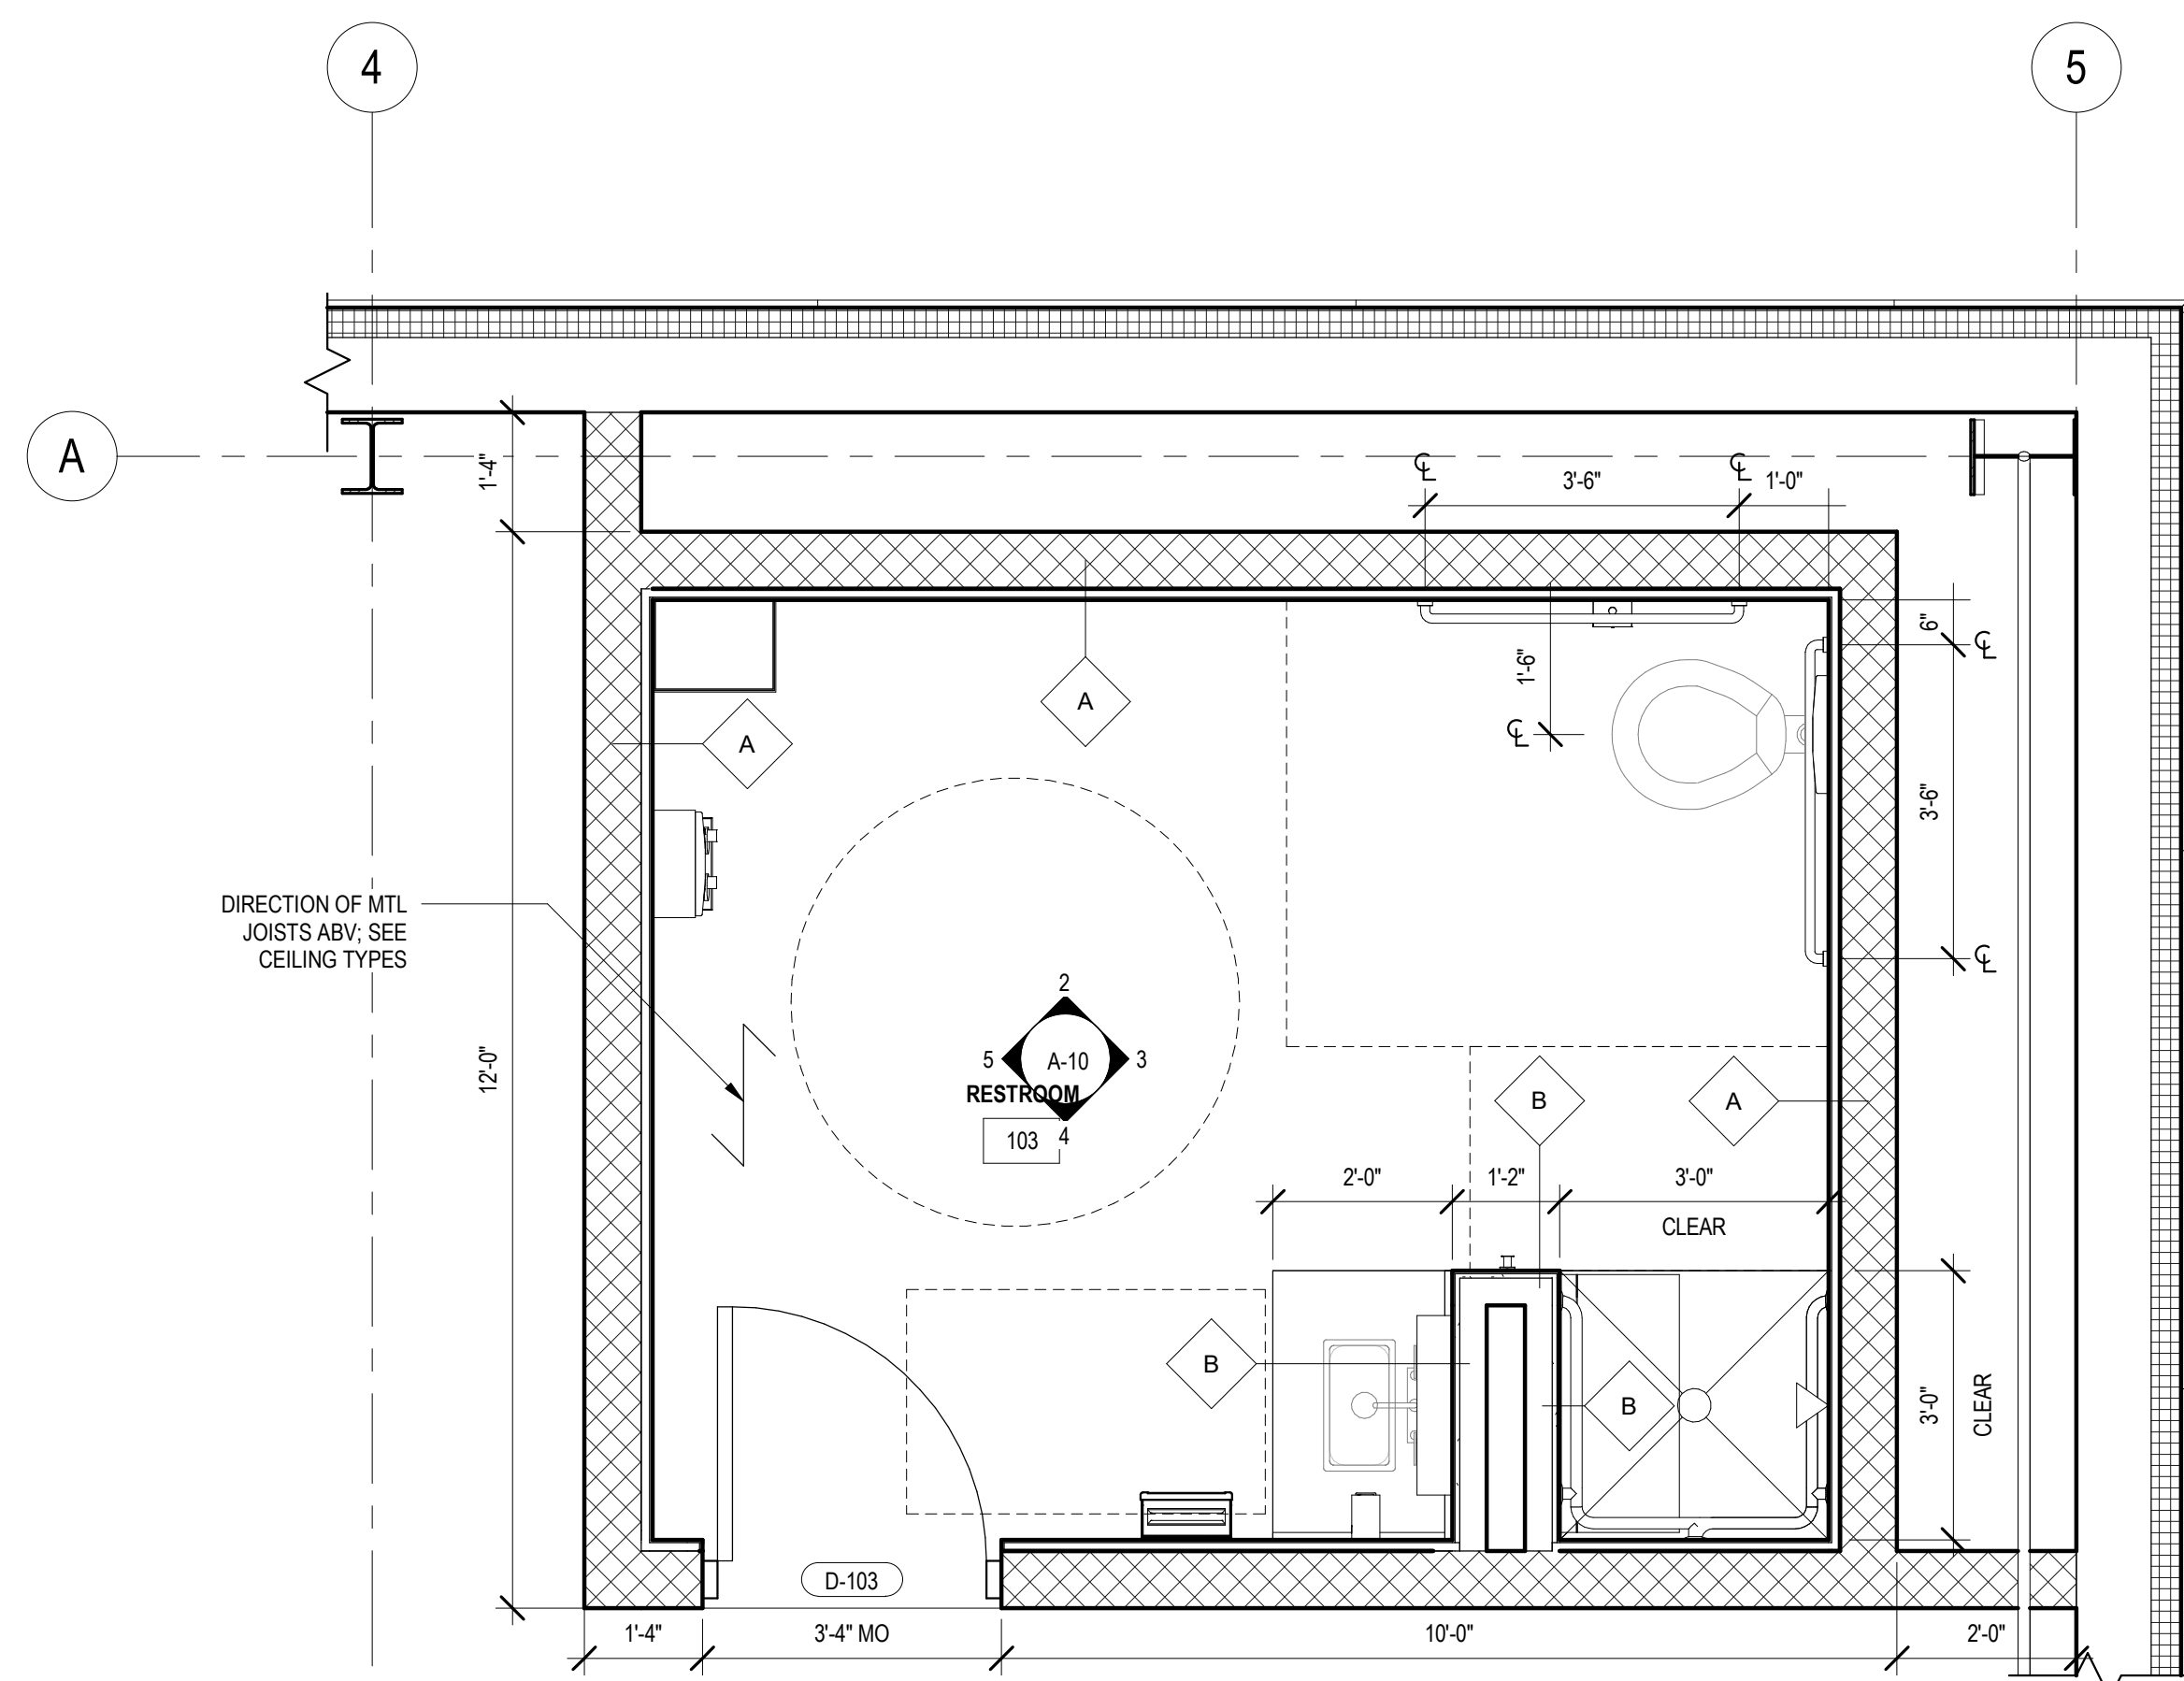 4
5
A
1'-4"
℄
3'-6"
℄
1'-0"
6"
℄
1'-6"
℄
A
A
3'-6"
DIRECTION OF MTL
JOISTS ABV; SEE
CEILING TYPES
℄
2
5
A-10
3
RESTROOM
103
4
12'-0"
B
A
2'-0"
1'-2"
3'-0"
CLEAR
B
B
3'-0"
CLEAR
D-103
1'-4"
3'-4" MO
10'-0"
2'-0"